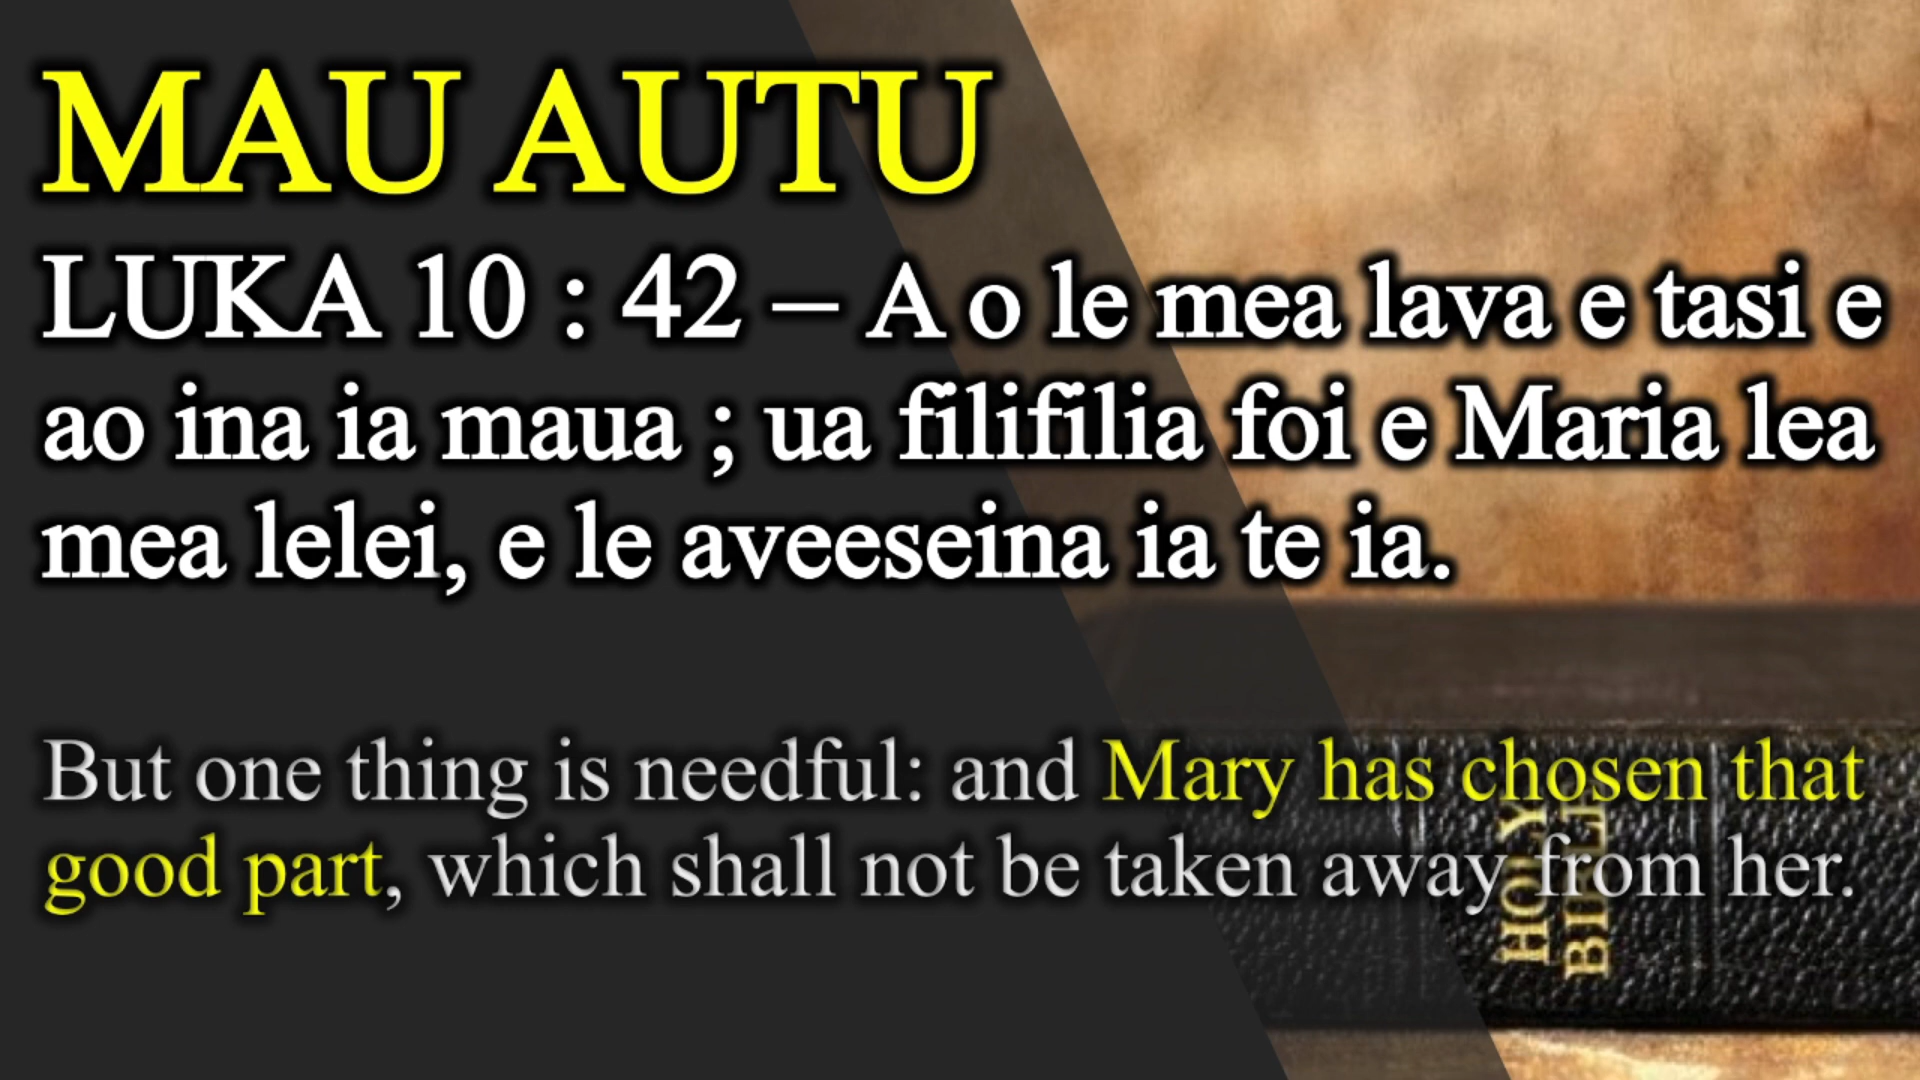 MAU AUTU
LUKA 10 : 42 – A o le mea lava e tasi e
ao ina ia maua ; ua filifilia foi e Maria lea
mea lelei, e le aveeseina ia te ia.
But one thing is needful: and Mary has chosen that
good part, which shall not be taken away from her.
HOLY
BIBLE